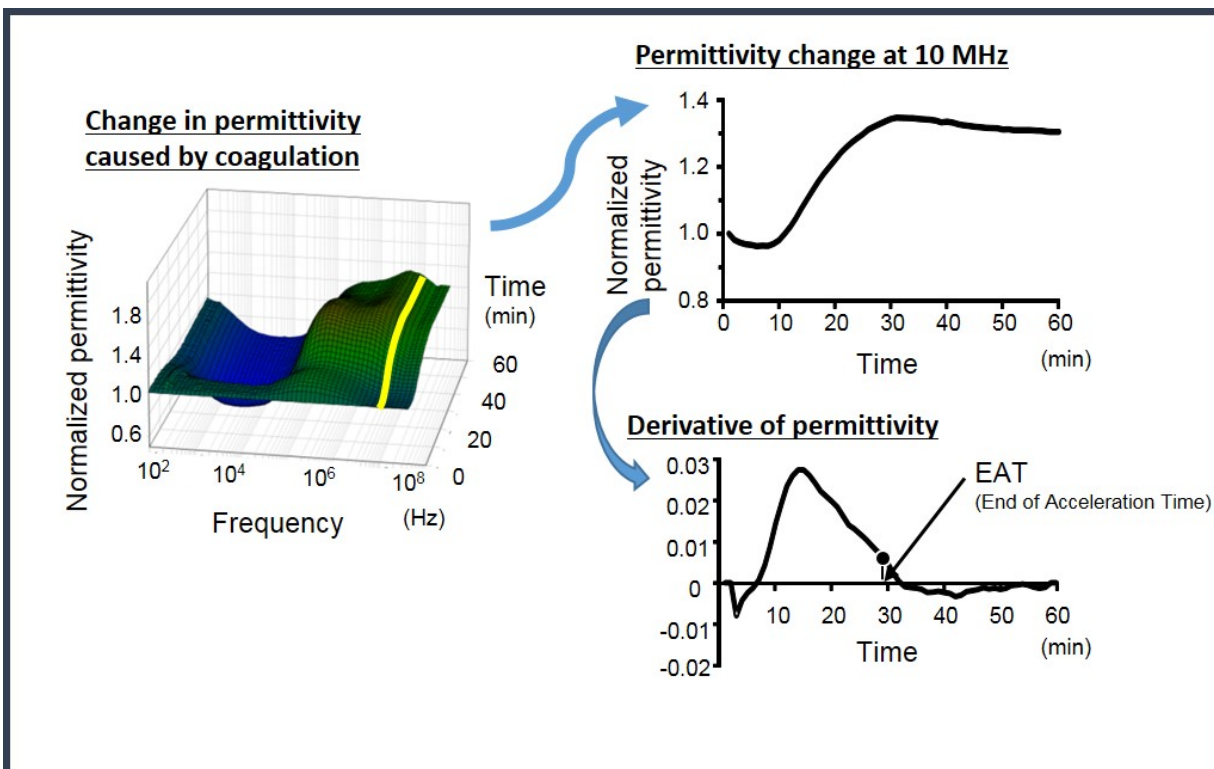 Change in permittivity
caused by coagulation
Normalized permittivity
1.8
1.4
1.0
0.6
10²
10⁴
10⁶
10⁸
(Hz)
Frequency
Time
(min)
60
40
20
0
Permittivity change at 10 MHz
Normalized
permittivity
1.4
1.2
1.0
0.8
0 10 20 30 40 50 60
Time
(min)
Derivative of permittivity
0.03
0.02
0.01
0
-0.01
-0.02
10 20 30 40 50 60
Time
(min)
EAT
(End of Acceleration Time)